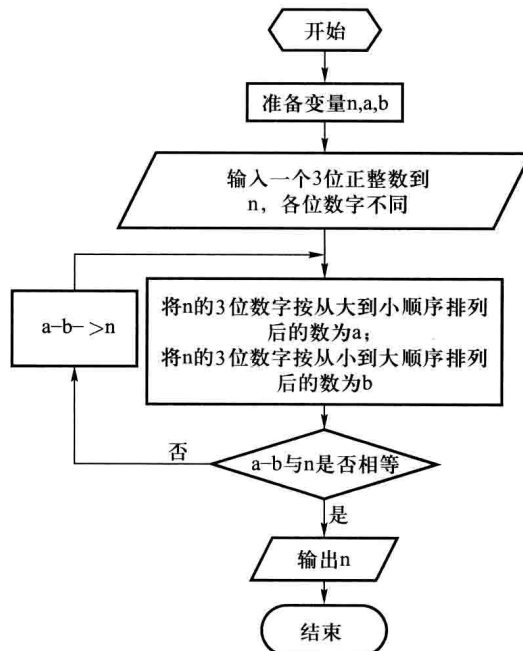 开始
准备变量n,a,b
输入一个3位正整数到
n，各位数字不同
a-b- >n
将n的3位数字按从大到小顺序排列
后的数为a；
将n的3位数字按从小到大顺序排列
后的数为b
否
a-b与n是否相等
是
输出n
结束